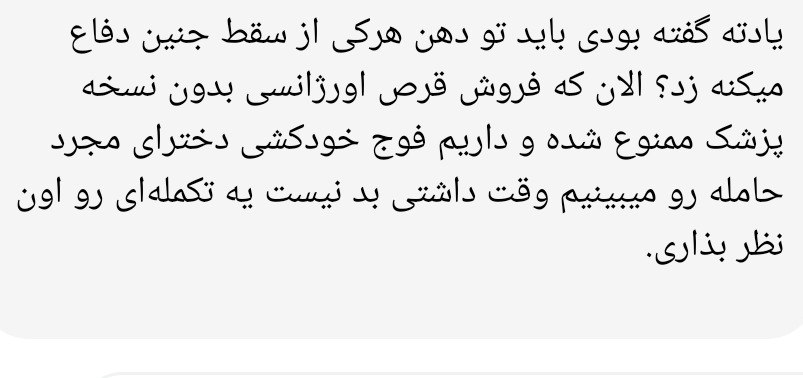 یادته گفته بودی باید تو دهن هرکی از سقط جنین دفاع
میکنه زد؟ الان که فروش قرص اورژانسی بدون نسخه
پزشک ممنوع شده و داریم فوج خودکشی دخترای مجرد
حامله رو میبینیم وقت داشتی بد نیست یه تکمله‌ای رو اون
نظر بذاری.